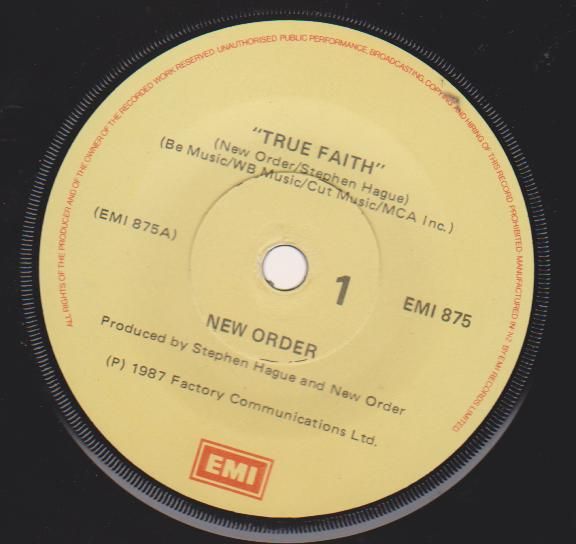 ALL RIGHTS OF THE PRODUCER AND OF THE OWNER OF THE RECORDED WORK RESERVED. UNAUTHORISED PUBLIC PERFORMANCE, BROADCASTING, COPYING AND HIRING OF THIS RECORD PROHIBITED. MANUFACTURED IN NZ BY EMI RECORDS LIMITED.
"TRUE FAITH"
(New Order/Stephen Hague)
(Be Music/WB Music/Cut Music/MCA Inc.)
(EMI 875A)
1
EMI 875
NEW ORDER
Produced by Stephen Hague and New Order
(P) 1987 Factory Communications Ltd.
EMI